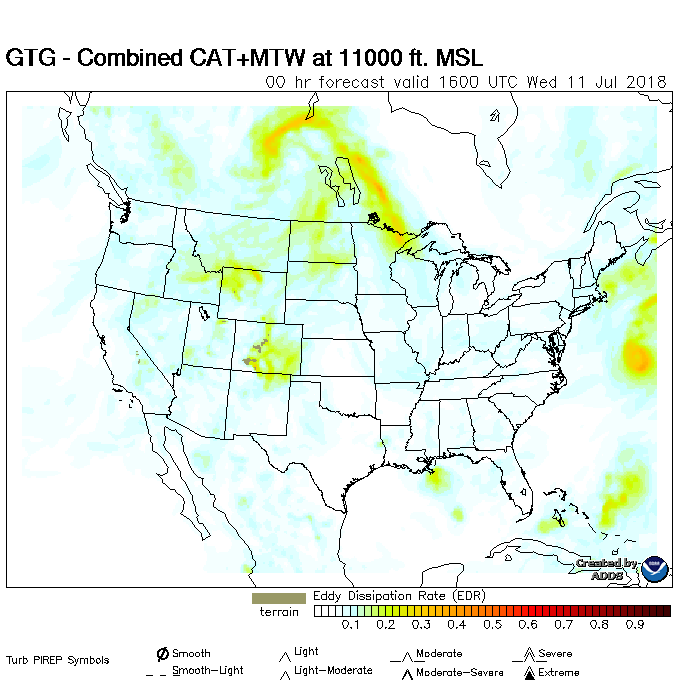 GTG - Combined CAT+MTW at 11000 ft. MSL
00 hr forecast valid 1600 UTC Wed 11 Jul 2018
Created by
ADDS
Eddy Dissipation Rate (EDR)
terrain
0.1 0.2 0.3 0.4 0.5 0.6 0.7 0.8 0.9
Turb PIREP Symbols
Smooth Light Moderate Severe
Smooth-Light Light-Moderate Moderate-Severe Extreme